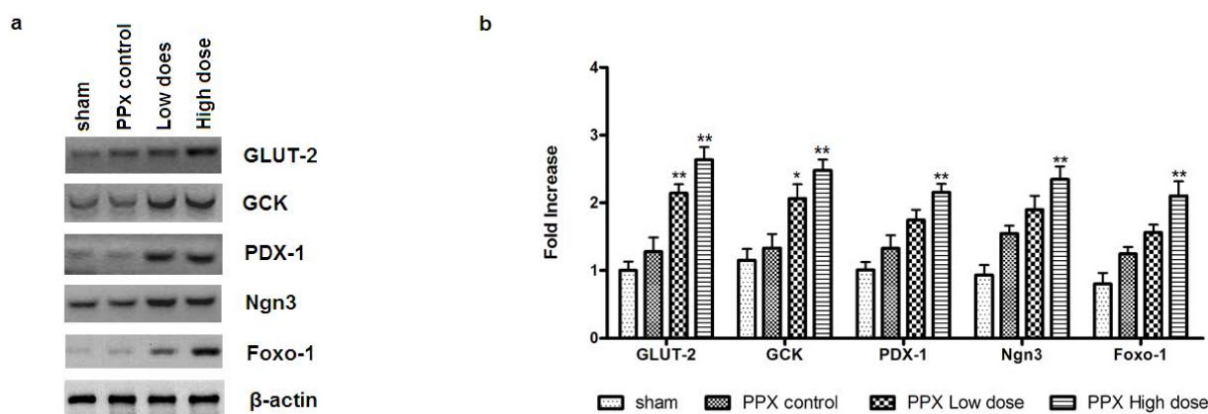 a
sham
PPx control
Low does
High dose
GLUT-2
GCK
PDX-1
Ngn3
Foxo-1
β-actin
b
Fold Increase
4
3
2
1
0
** **
* **
**
**
**
GLUT-2 GCK PDX-1 Ngn3 Foxo-1
sham PPX control PPX Low dose PPX High dose